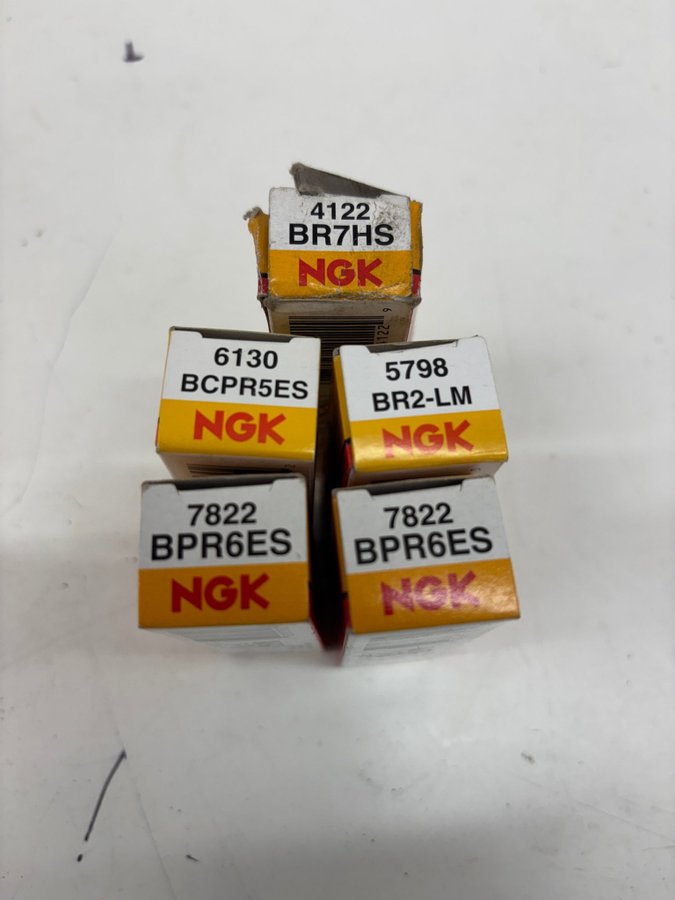 4122
BR7HS
NGK
6130
BCPR5ES
NGK
5798
BR2-LM
NGK
7822
BPR6ES
NGK
7822
BPR6ES
NGK